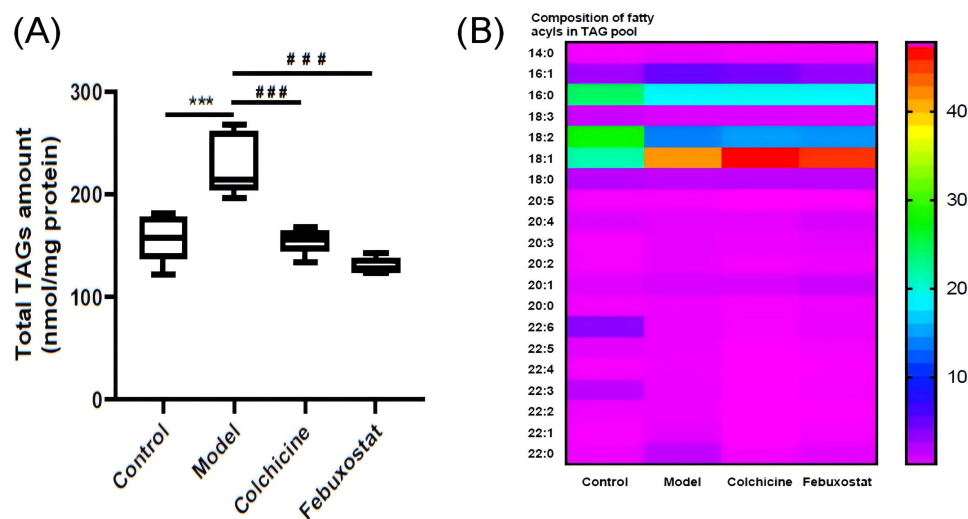 (A)
Total TAGs amount
(nmol/mg protein)
300
200
100
0
***
###
# # #
Control
Model
Colchicine
Febuxostat
(B)
Composition of fatty
acyls in TAG pool
14:0
16:1
16:0
18:3
18:2
18:1
18:0
20:5
20:4
20:3
20:2
20:1
20:0
22:6
22:5
22:4
22:3
22:2
22:1
22:0
Control Model Colchicine Febuxostat
40
30
20
10